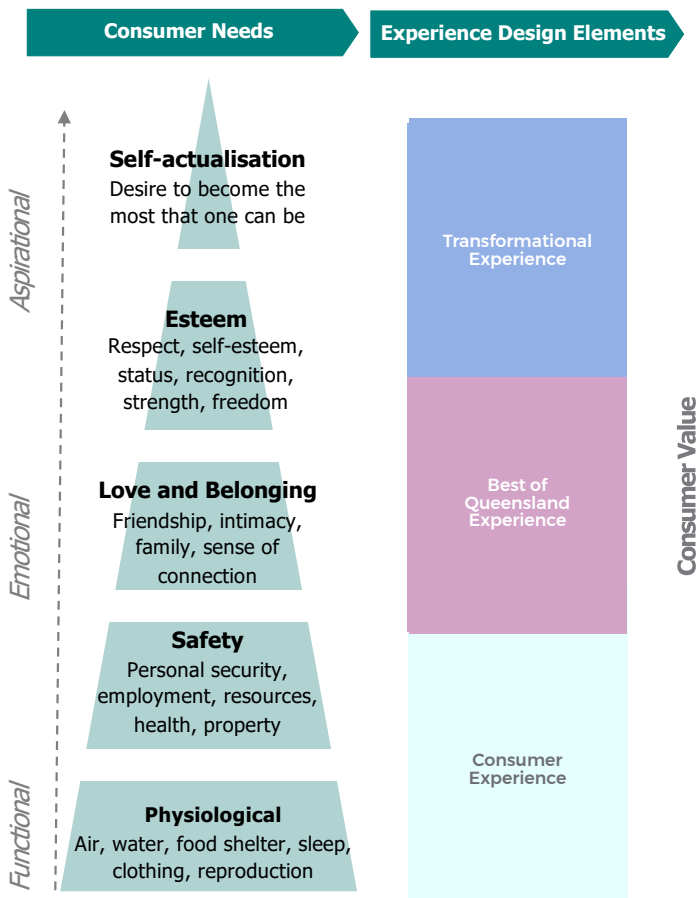 Consumer Needs
Experience Design Elements
Aspirational
Emotional
Functional
Self-actualisation
Desire to become the
most that one can be
Esteem
Respect, self-esteem,
status, recognition,
strength, freedom
Love and Belonging
Friendship, intimacy,
family, sense of
connection
Safety
Personal security,
employment, resources,
health, property
Physiological
Air, water, food shelter, sleep,
clothing, reproduction
Transformational
Experience
Best of
Queensland
Experience
Consumer
Experience
Consumer Value